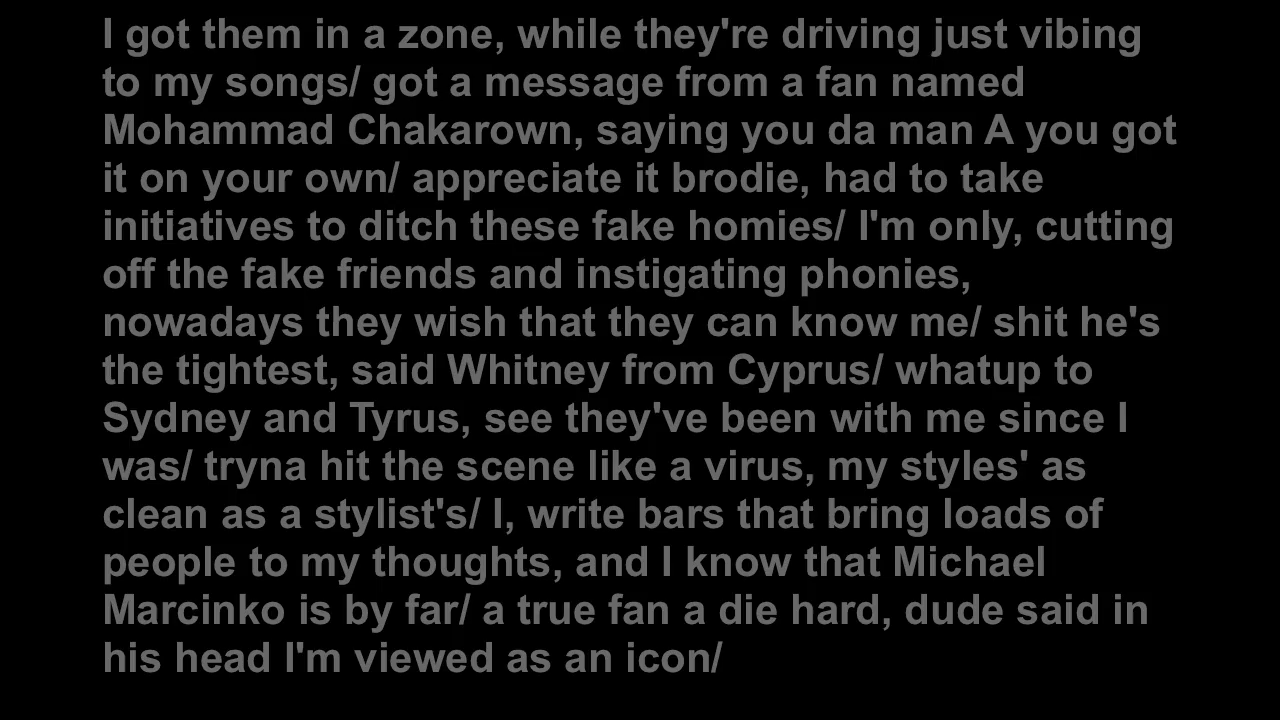 I got them in a zone, while they're driving just vibing
to my songs/ got a message from a fan named
Mohammad Chakarown, saying you da man A you got
it on your own/ appreciate it brodie, had to take
initiatives to ditch these fake homies/ I'm only, cutting
off the fake friends and instigating phonies,
nowadays they wish that they can know me/ shit he's
the tightest, said Whitney from Cyprus/ whatup to
Sydney and Tyrus, see they've been with me since I
was/ tryna hit the scene like a virus, my styles' as
clean as a stylist's/ I, write bars that bring loads of
people to my thoughts, and I know that Michael
Marcinko is by far/ a true fan a die hard, dude said in
his head I'm viewed as an icon/